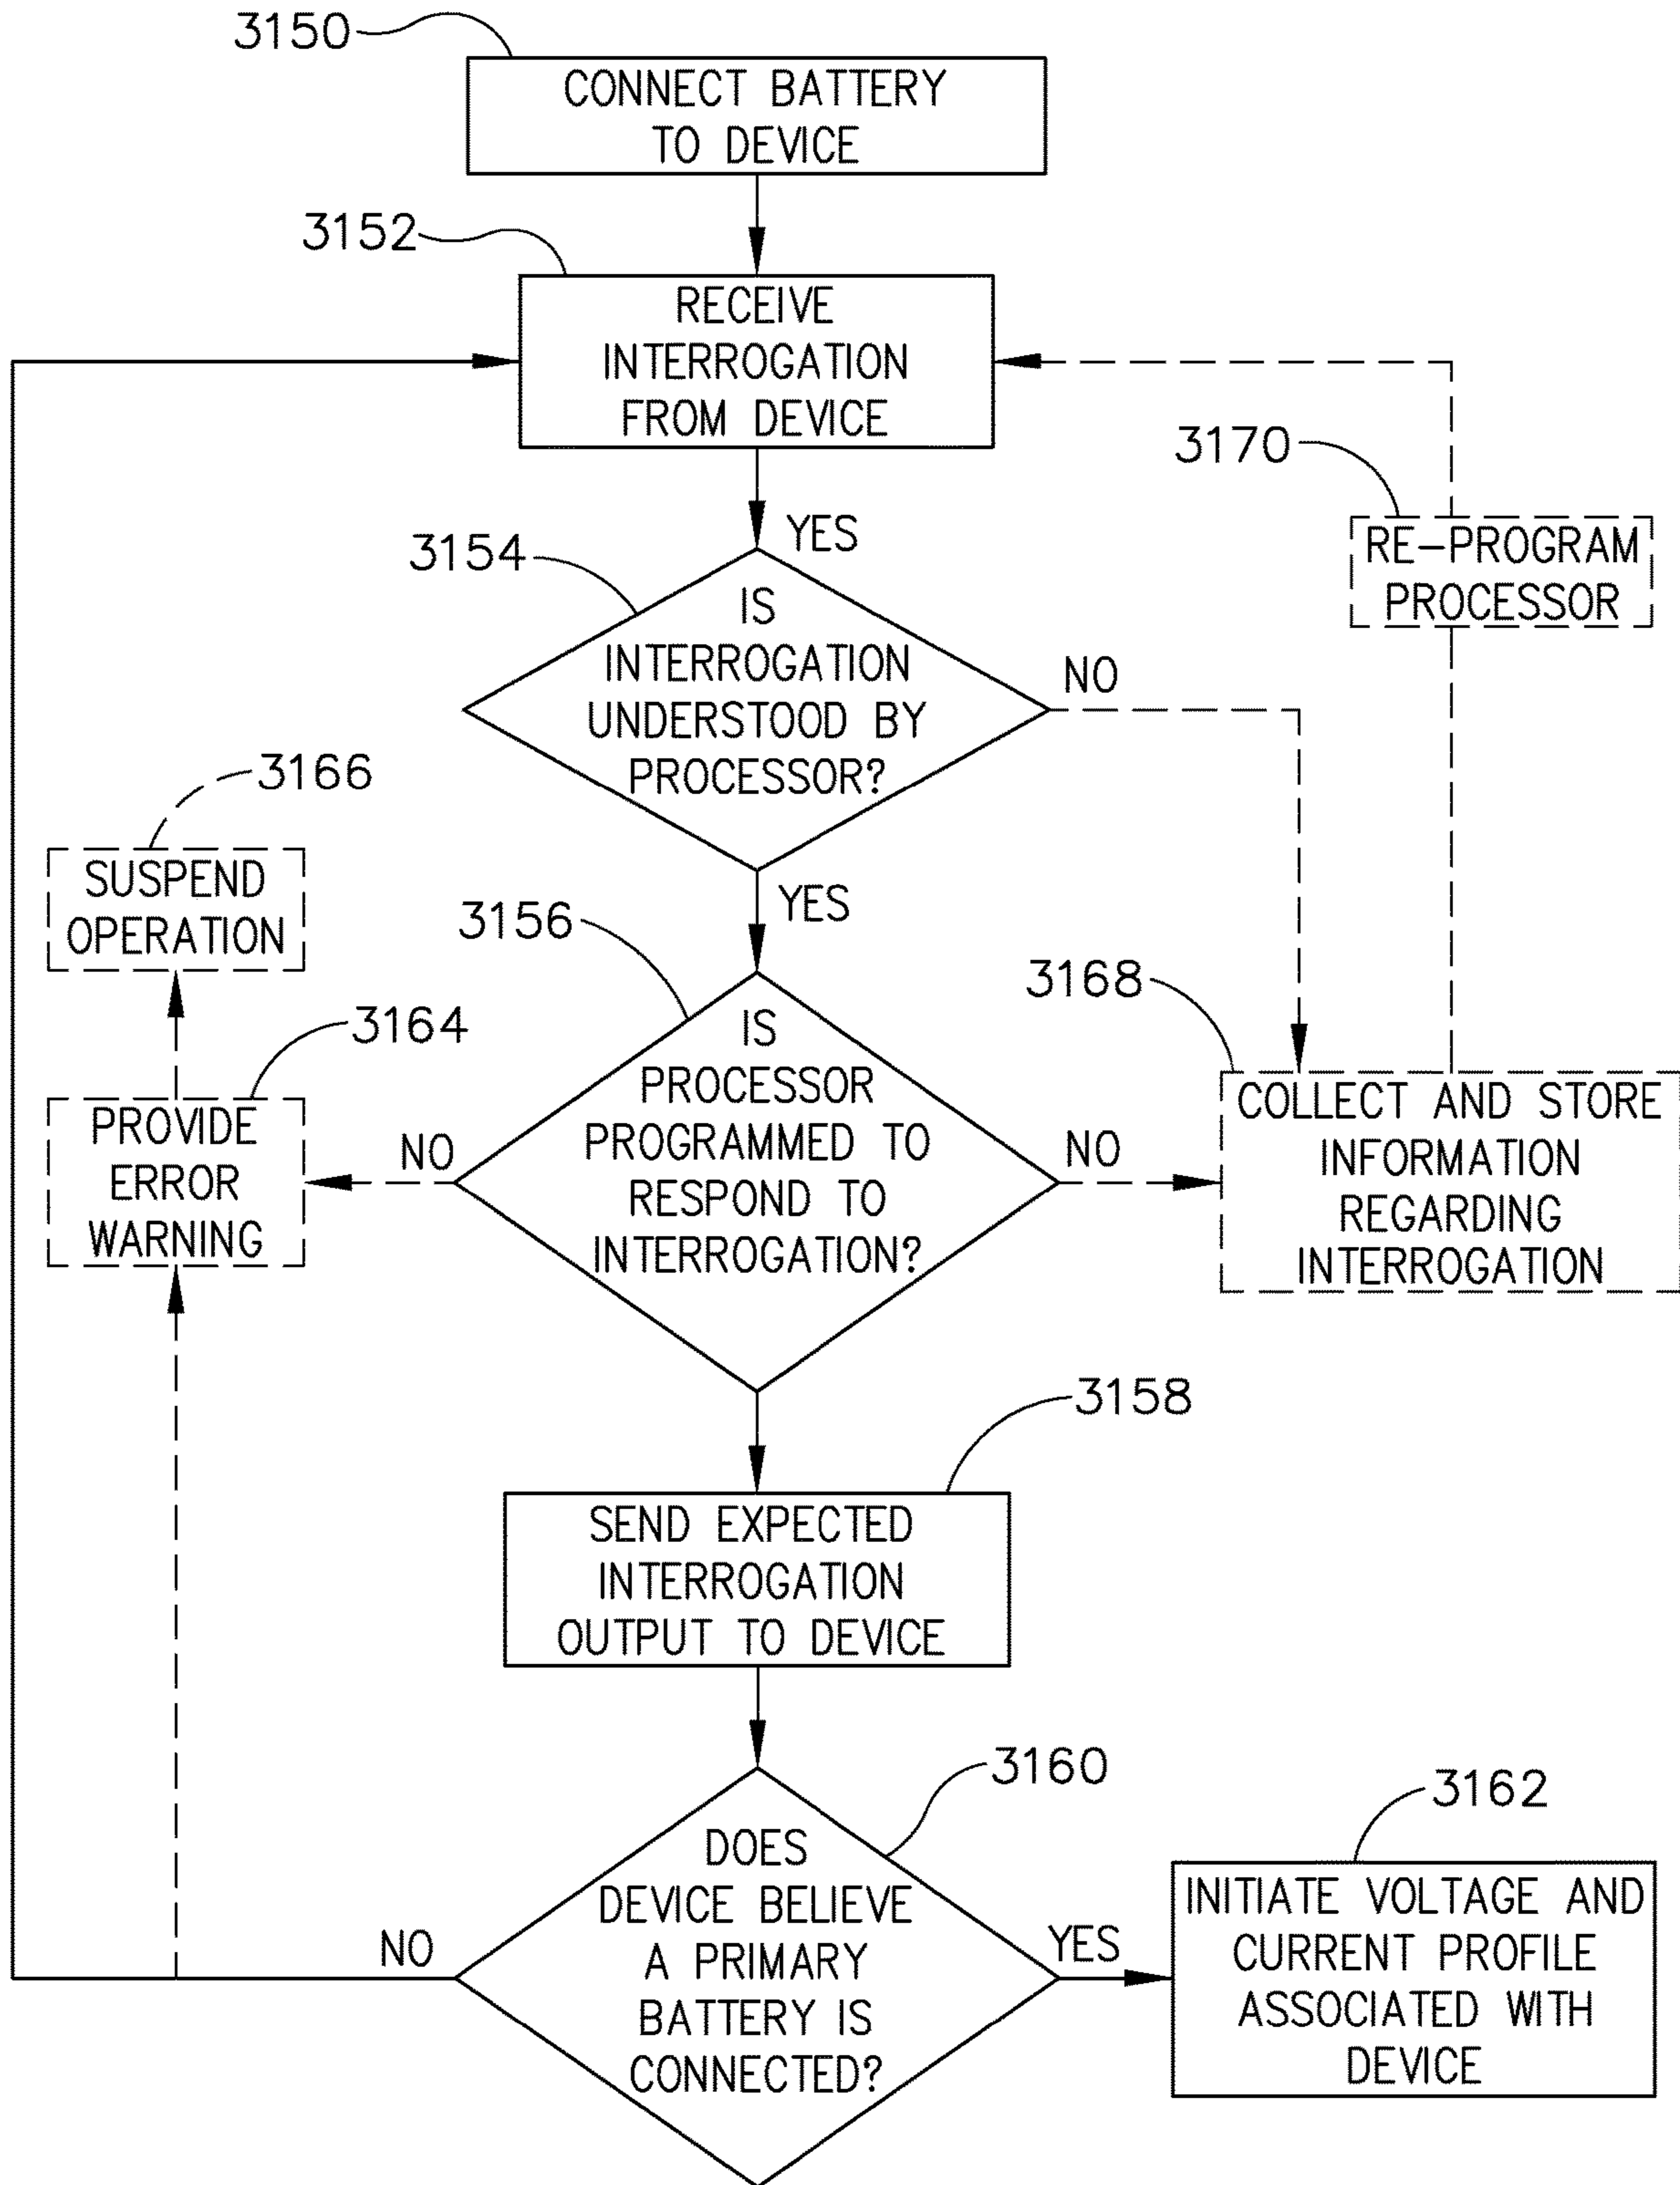 3150
CONNECT BATTERY
TO DEVICE
3152
RECEIVE
INTERROGATION
FROM DEVICE
3170
RE-PROGRAM
PROCESSOR
YES
3154
IS
INTERROGATION
UNDERSTOOD BY
PROCESSOR?
NO
3166
SUSPEND
OPERATION
YES
3156
IS
PROCESSOR
PROGRAMMED TO
RESPOND TO
INTERROGATION?
3164
PROVIDE
ERROR
WARNING
NO
NO
3168
COLLECT AND STORE
INFORMATION
REGARDING
INTERROGATION
3158
SEND EXPECTED
INTERROGATION
OUTPUT TO DEVICE
3160
DOES
DEVICE BELIEVE
A PRIMARY
BATTERY IS
CONNECTED?
NO
YES
3162
INITIATE VOLTAGE AND
CURRENT PROFILE
ASSOCIATED WITH
DEVICE